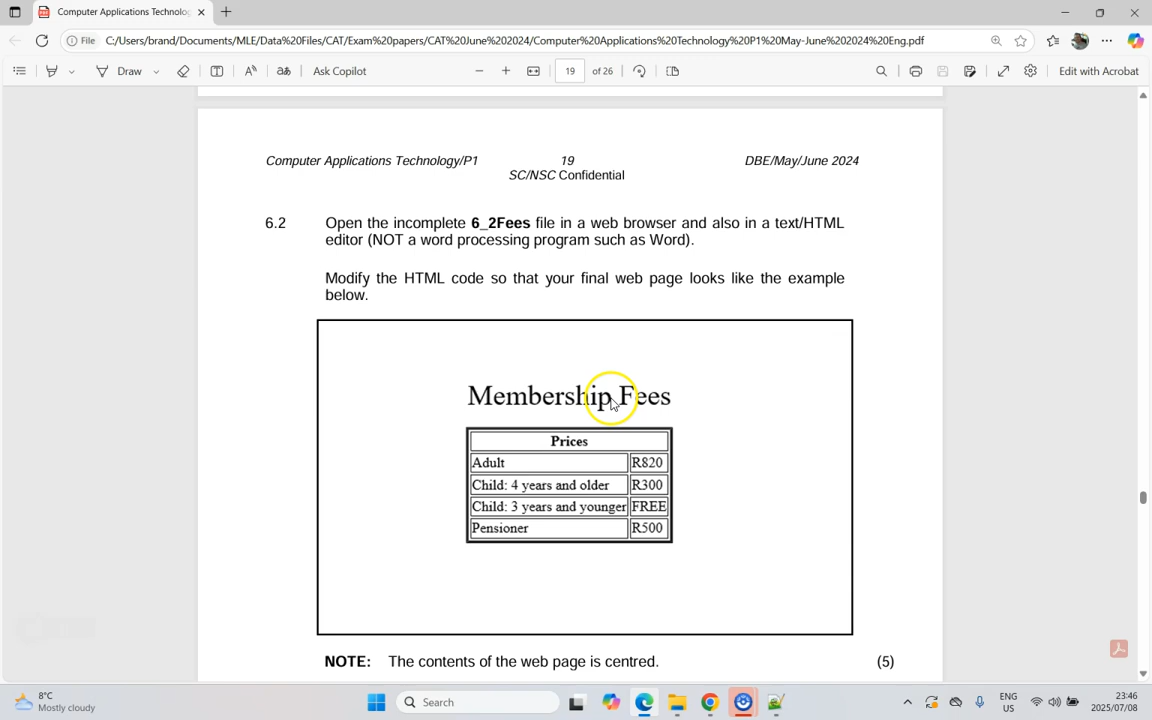 Computer Applications Technolog
File
C:/Users/brand/Documents/MLE/Data%20Files/CAT/Exam%20papers/CAT%20June%202024/Computer%20Applications%20Technology%20P1%20May-June%202024%20Eng.pdf
Draw
Ask Copilot
19 of 26
Edit with Acrobat
Computer Applications Technology/P1 19 DBE/May/June 2024
SC/NSC Confidential
6.2 Open the incomplete 6_2Fees file in a web browser and also in a text/HTML
editor (NOT a word processing program such as Word).
Modify the HTML code so that your final web page looks like the example
below.
Membership Fees
Prices
Adult R820
Child: 4 years and older R300
Child: 3 years and younger FREE
Pensioner R500
NOTE: The contents of the web page is centred. (5)
8°C
Mostly cloudy
Search
ENG
US
23:46
2025/07/08